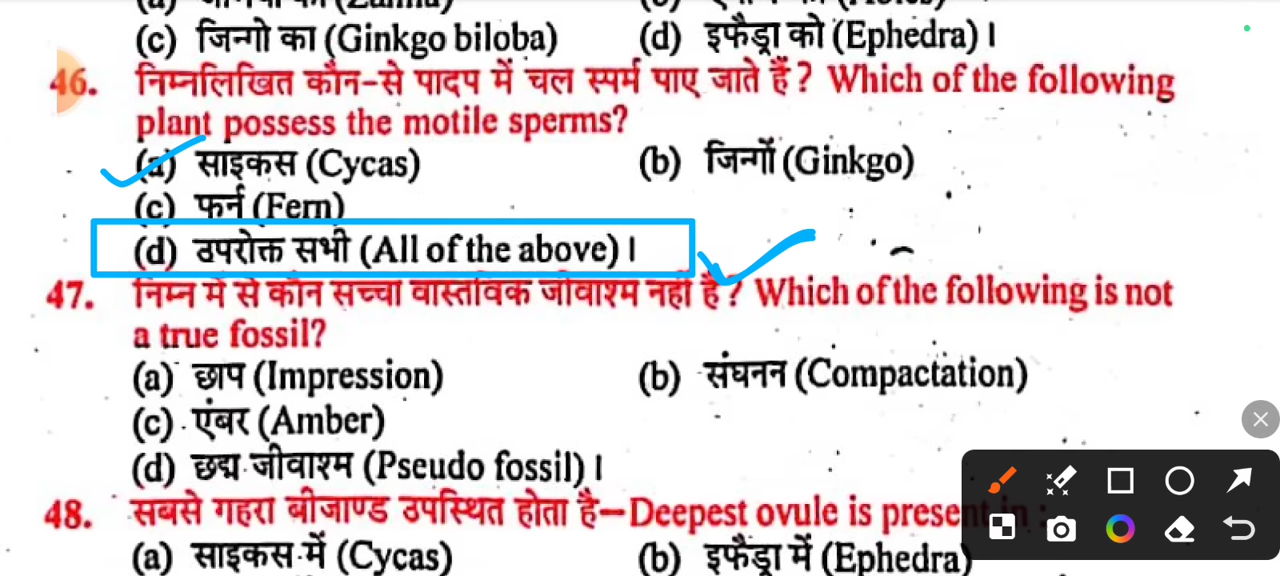 (c) जिन्गो का (Ginkgo biloba) (d) इफैड्रा को (Ephedra) ।
46. निम्नलिखित कौन-से पादप में चल स्पर्म पाए जाते हैं? Which of the following
plant possess the motile sperms?
(a) साइकस (Cycas) (b) जिन्गों (Ginkgo)
(c) फर्न (Fern)
(d) उपरोक्त सभी (All of the above) ।
47. निम्न में से कौन सच्चा वास्तविक जीवाश्म नहीं है? Which of the following is not
a true fossil?
(a) छाप (Impression) (b) संघनन (Compactation)
(c) एंबर (Amber)
(d) छद्म जीवाश्म (Pseudo fossil) ।
48. सबसे गहरा बीजाण्ड उपस्थित होता है–Deepest ovule is present in :
(a) साइकस में (Cycas) (b) इफैड्रा में (Ephedra)